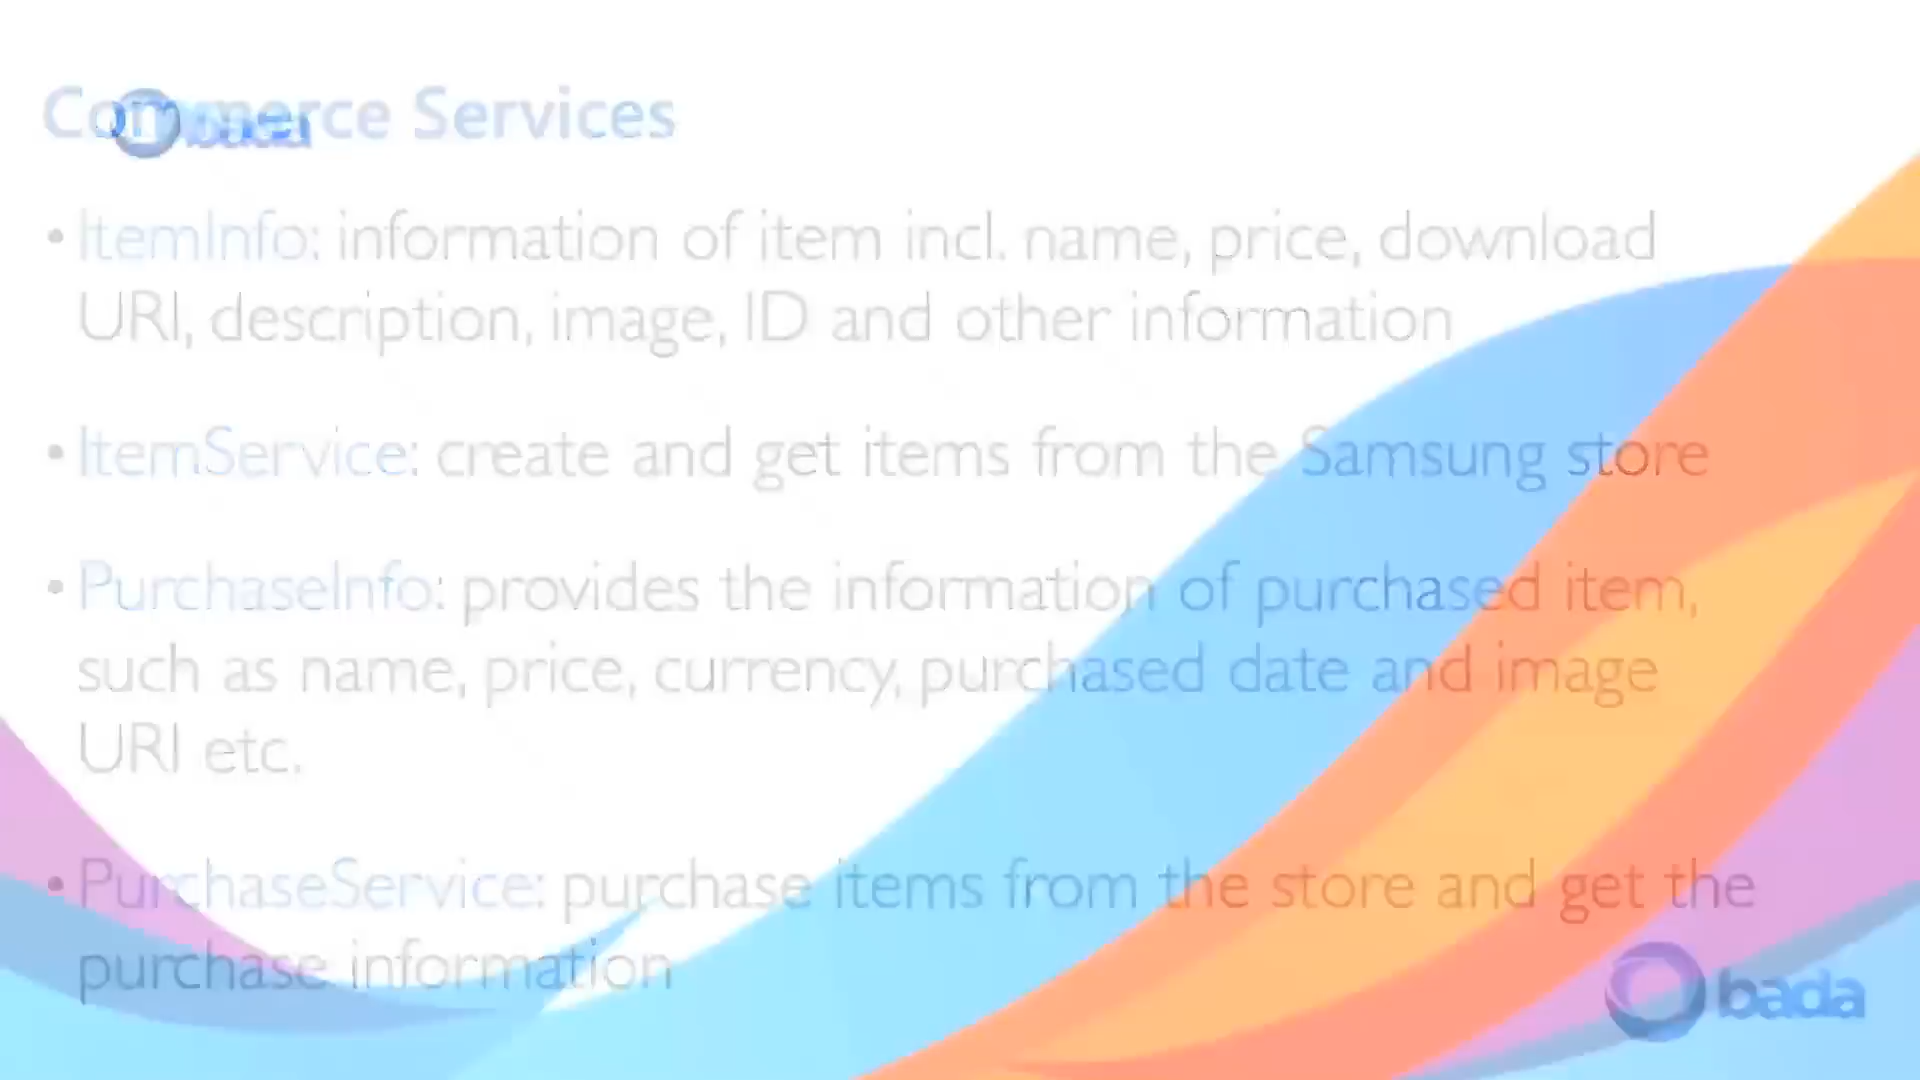 Commerce Services
bada
• ItemInfo: information of item incl. name, price, download
URI, description, image, ID and other information
• ItemService: create and get items from the Samsung store
• PurchaseInfo: provides the information of purchased item,
such as name, price, currency, purchased date and image
URI etc.
• PurchaseService: purchase items from the store and get the
purchase information
bada